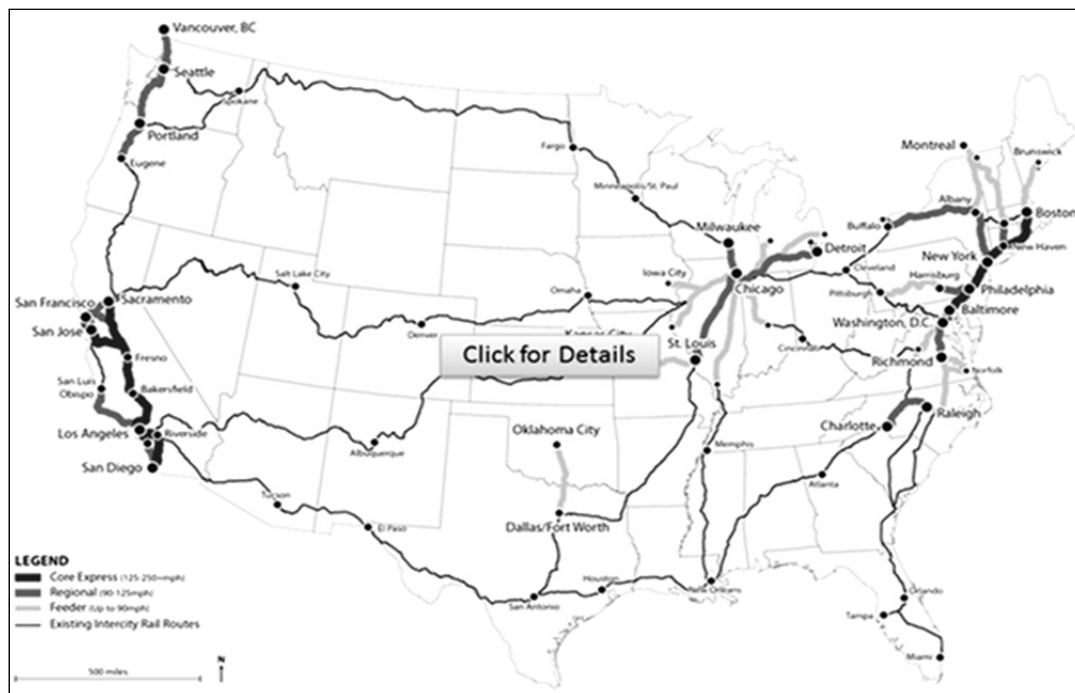 Vancouver, BC
Seattle
Spokane
Portland
Eugene
Fargo
Minneapolis/St. Paul
Montreal
Brunswick
Albany
Boston
Buffalo
Milwaukee
Detroit
New Haven
New York
Cleveland
Harrisburg
Iowa City
Chicago
Philadelphia
Pittsburgh
Salt Lake City
Omaha
San Francisco
Sacramento
Baltimore
Washington, D.C.
San Jose
Denver
Kansas City
Click for Details
St. Louis
Cincinnati
Richmond
Fresno
Norfolk
San Luis
Obispo
Bakersfield
Raleigh
Los Angeles
Riverside
Oklahoma City
Charlotte
Albuquerque
Memphis
San Diego
Atlanta
Tucson
El Paso
Dallas/Fort Worth
Houston
New Orleans
San Antonio
Orlando
Tampa
Miami
LEGEND
Core Express (125-250+mph)
Regional (90-125mph)
Feeder (Up to 90mph)
Existing Intercity Rail Routes
500 miles
N